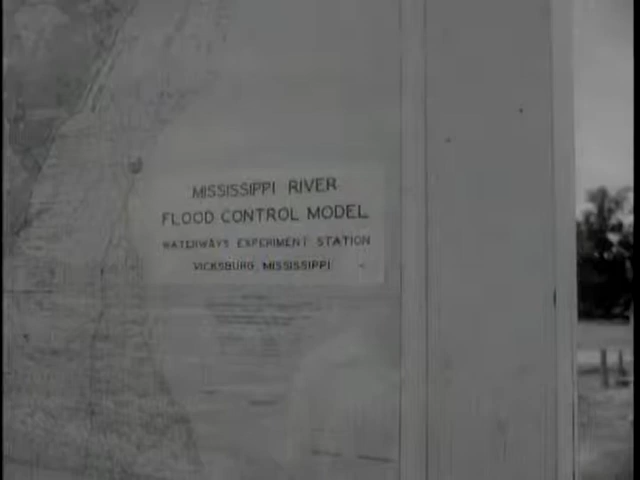 MISSISSIPPI RIVER
FLOOD CONTROL MODEL
WATERWAYS EXPERIMENT STATION
VICKSBURG, MISSISSIPPI